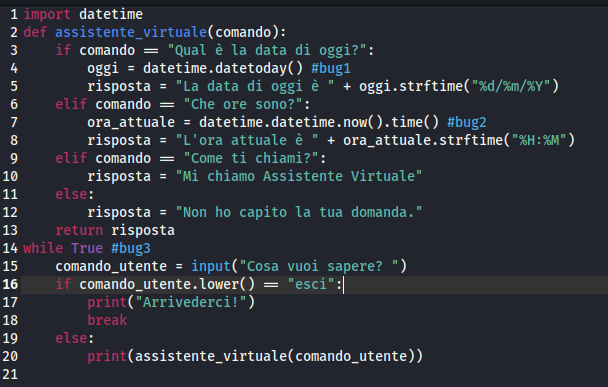 1 import datetime
2 def assistente_virtuale(comando):
3     if comando == "Qual è la data di oggi?":
4         oggi = datetime.datetoday() #bug1
5         risposta = "La data di oggi è " + oggi.strftime("%d/%m/%Y")
6     elif comando == "Che ore sono?":
7         ora_attuale = datetime.datetime.now().time() #bug2
8         risposta = "L'ora attuale è " + ora_attuale.strftime("%H:%M")
9     elif comando == "Come ti chiami?":
10         risposta = "Mi chiamo Assistente Virtuale"
11     else:
12         risposta = "Non ho capito la tua domanda."
13     return risposta
14 while True #bug3
15     comando_utente = input("Cosa vuoi sapere? ")
16     if comando_utente.lower() == "esci":
17         print("Arrivederci!")
18         break
19     else:
20         print(assistente_virtuale(comando_utente))
21